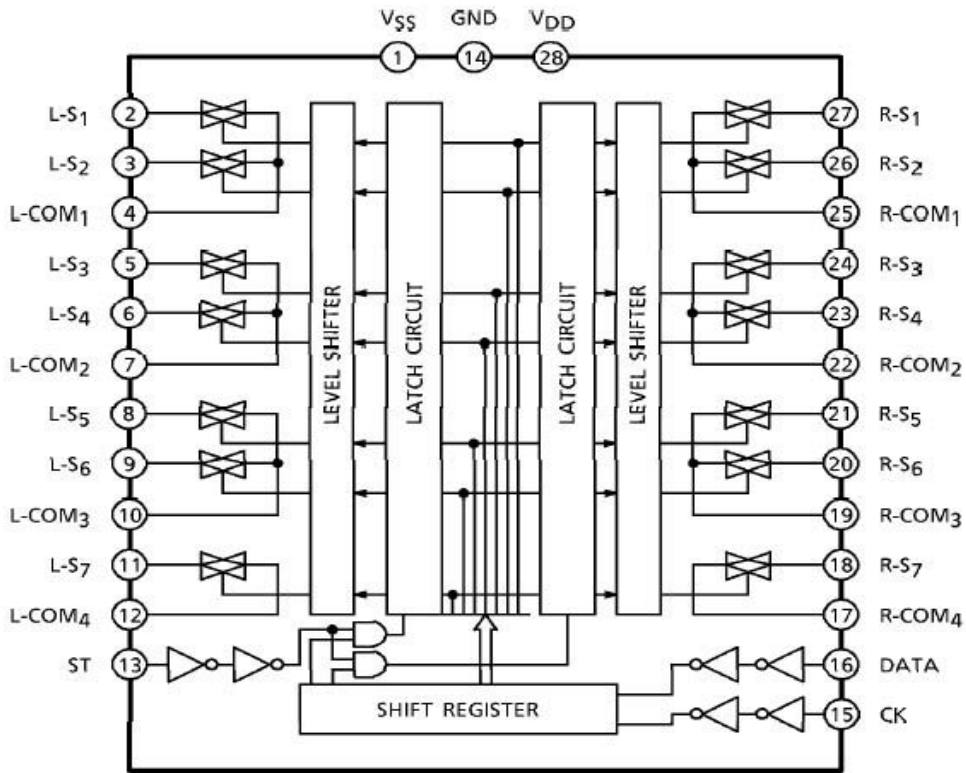 VSS GND VDD
1 14 28
L-S1 2 27 R-S1
L-S2 3 26 R-S2
L-COM1 4 25 R-COM1
L-S3 5 24 R-S3
L-S4 6 23 R-S4
L-COM2 7 22 R-COM2
L-S5 8 21 R-S5
L-S6 9 20 R-S6
L-COM3 10 19 R-COM3
L-S7 11 18 R-S7
L-COM4 12 17 R-COM4
LEVEL SHIFTER
LATCH CIRCUIT
LATCH CIRCUIT
LEVEL SHIFTER
ST 13 16 DATA
SHIFT REGISTER
15 CK